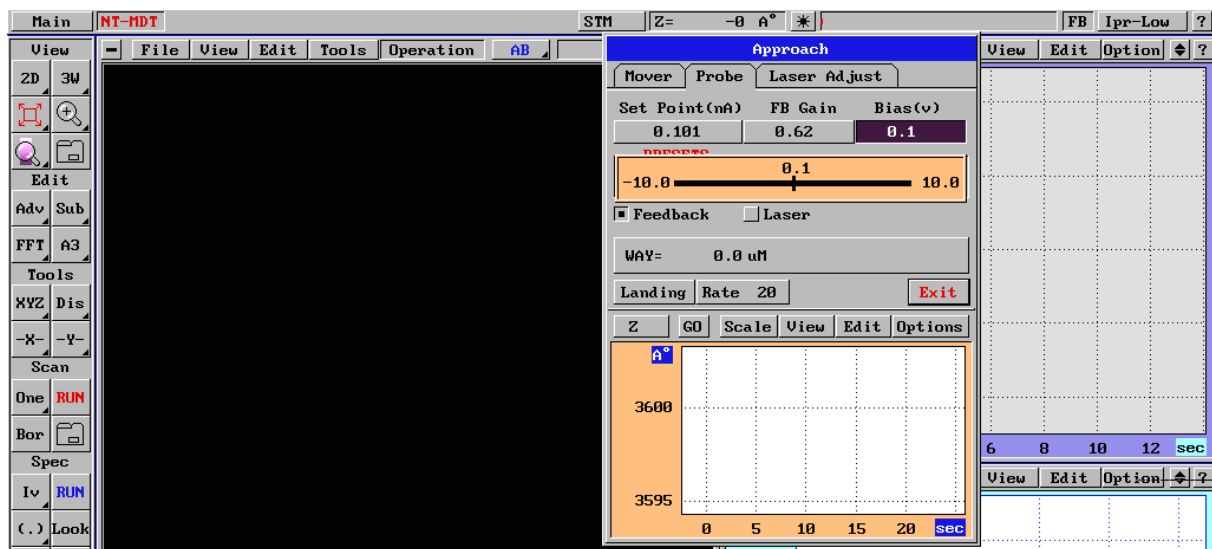 Main NT-MDT STM Z= -0 A° FB Ipr-Low ?
View File View Edit Tools Operation AB Approach View Edit Option ?
2D 3W Mover Probe Laser Adjust
Set Point(nA) FB Gain Bias(v)
0.101 0.62 0.1
PRESETS
0.1
-10.0 10.0
Edit
Adv Sub Feedback Laser
FFT A3
WAY= 0.0 uM
Tools
XYZ Dis Landing Rate 20 Exit
-X- -Y- Z GO Scale View Edit Options
A°
Scan
One RUN 3600
Bor
6 8 10 12 sec
Spec
View Edit Option ?
Iv RUN
3595
(.) Look 0 5 10 15 20 sec